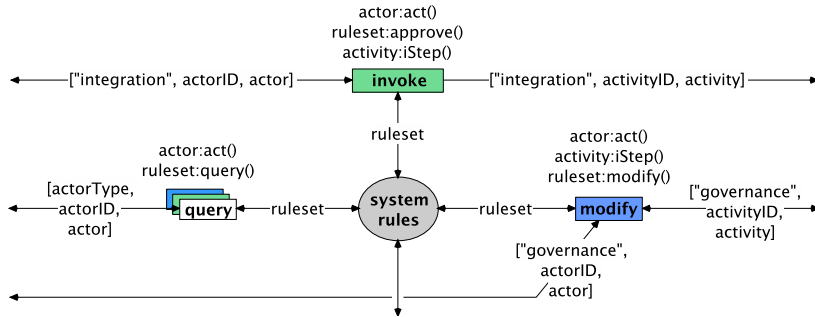 actor:act()
ruleset:approve()
activity:iStep()
["integration", actorID, actor]
invoke
["integration", activityID, activity]
ruleset
actor:act()
ruleset:query()
[actorType,
actorID,
actor]
query
ruleset
system
rules
ruleset
actor:act()
activity:iStep()
ruleset:modify()
modify
["governance",
activityID,
activity]
["governance",
actorID,
actor]